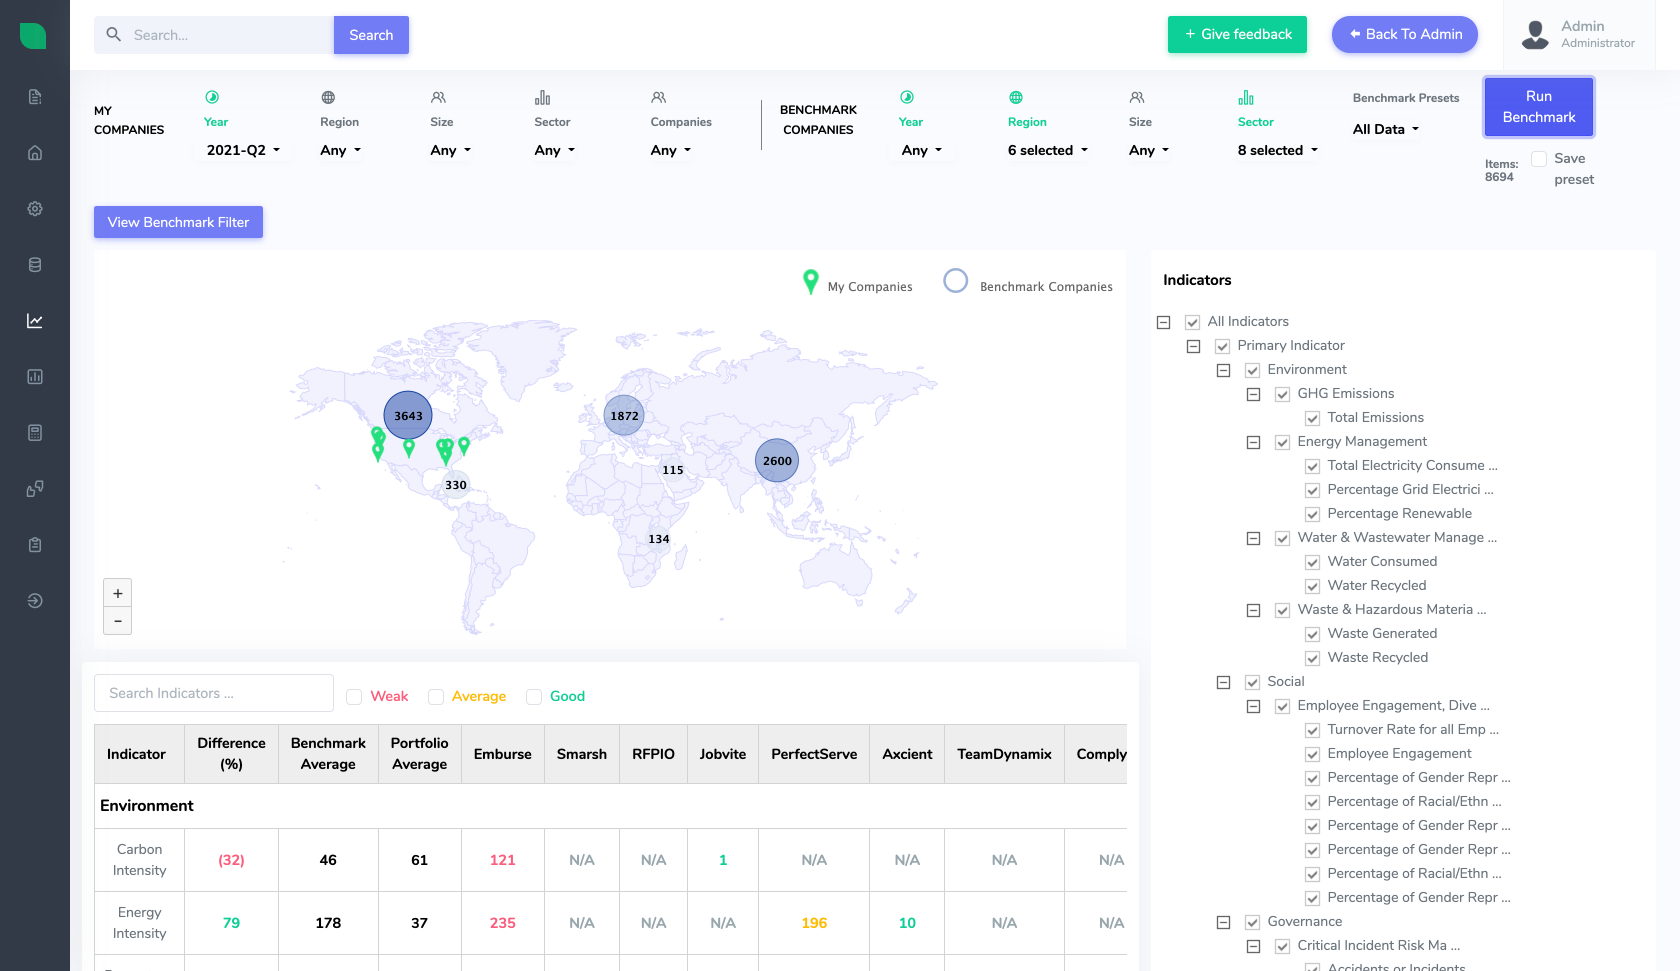 Search...
Search
+ Give feedback
Back To Admin
Admin
Administrator
MY
COMPANIES
Year
2021-Q2
Region
Any
Size
Any
Sector
Any
Companies
Any
BENCHMARK
COMPANIES
Year
Any
Region
6 selected
Size
Any
Sector
8 selected
Benchmark Presets
All Data
Run
Benchmark
Items:
8694
Save
preset
View Benchmark Filter
My Companies
Benchmark Companies
3643
1872
2600
115
330
134
+
-
Indicators
All Indicators
Primary Indicator
Environment
GHG Emissions
Total Emissions
Energy Management
Total Electricity Consume ...
Percentage Grid Electrici ...
Percentage Renewable
Water & Wastewater Manage ...
Water Consumed
Water Recycled
Waste & Hazardous Materia ...
Waste Generated
Waste Recycled
Social
Employee Engagement, Dive ...
Turnover Rate for all Emp ...
Employee Engagement
Percentage of Gender Repr ...
Percentage of Racial/Ethn ...
Percentage of Gender Repr ...
Percentage of Gender Repr ...
Percentage of Racial/Ethn ...
Percentage of Gender Repr ...
Governance
Critical Incident Risk Ma ...
Accidents or Incidents
Search Indicators ...
Weak
Average
Good
Indicator
Difference
(%)
Benchmark
Average
Portfolio
Average
Emburse
Smarsh
RFPIO
Jobvite
PerfectServe
Axcient
TeamDynamix
Comply
Environment
Carbon
Intensity
(32)
46
61
121
N/A
N/A
1
N/A
N/A
N/A
N/A
Energy
Intensity
79
178
37
235
N/A
N/A
N/A
196
10
N/A
N/A